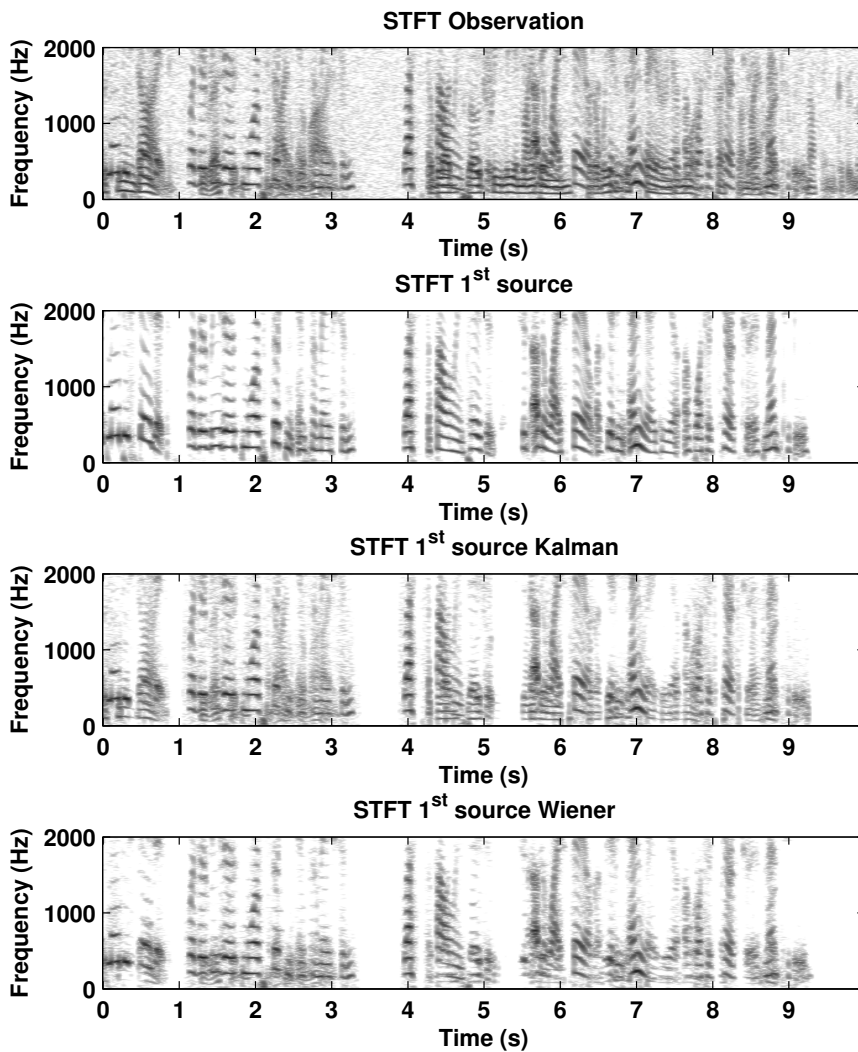 STFT Observation
2000
1000
0
Frequency (Hz)
0 1 2 3 4 5 6 7 8 9
Time (s)
STFT 1st source
2000
1000
0
Frequency (Hz)
0 1 2 3 4 5 6 7 8 9
Time (s)
STFT 1st source Kalman
2000
1000
0
Frequency (Hz)
0 1 2 3 4 5 6 7 8 9
Time (s)
STFT 1st source Wiener
2000
1000
0
Frequency (Hz)
0 1 2 3 4 5 6 7 8 9
Time (s)